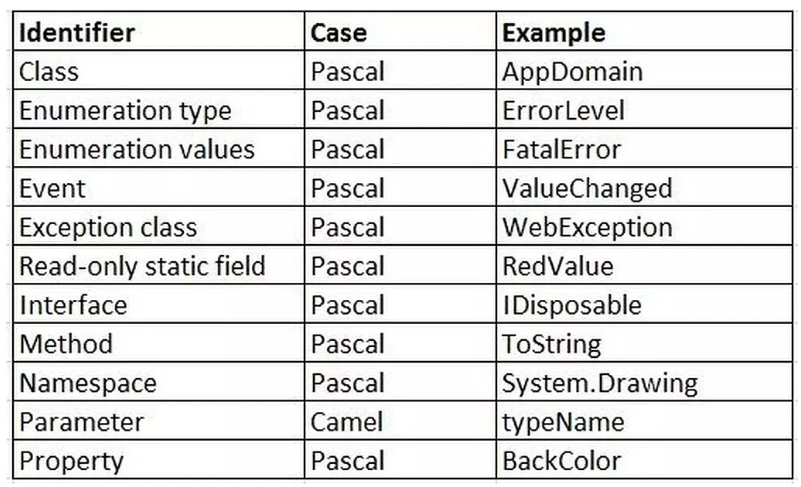 Identifier Case Example
Class Pascal AppDomain
Enumeration type Pascal ErrorLevel
Enumeration values Pascal FatalError
Event Pascal ValueChanged
Exception class Pascal WebException
Read-only static field Pascal RedValue
Interface Pascal IDisposable
Method Pascal ToString
Namespace Pascal System.Drawing
Parameter Camel typeName
Property Pascal BackColor